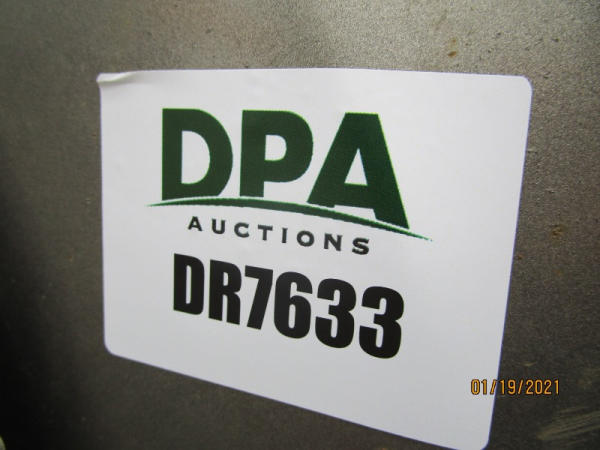 DPA
AUCTIONS
DR7633
01/19/2021